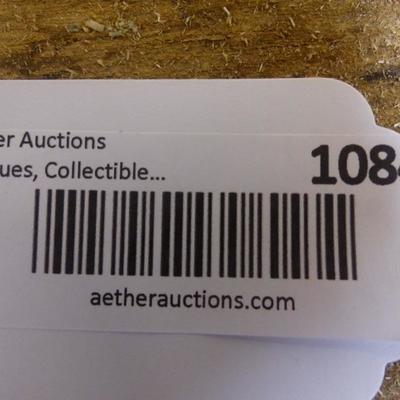 er Auctions
ues, Collectible...
108
aetherauctions.com